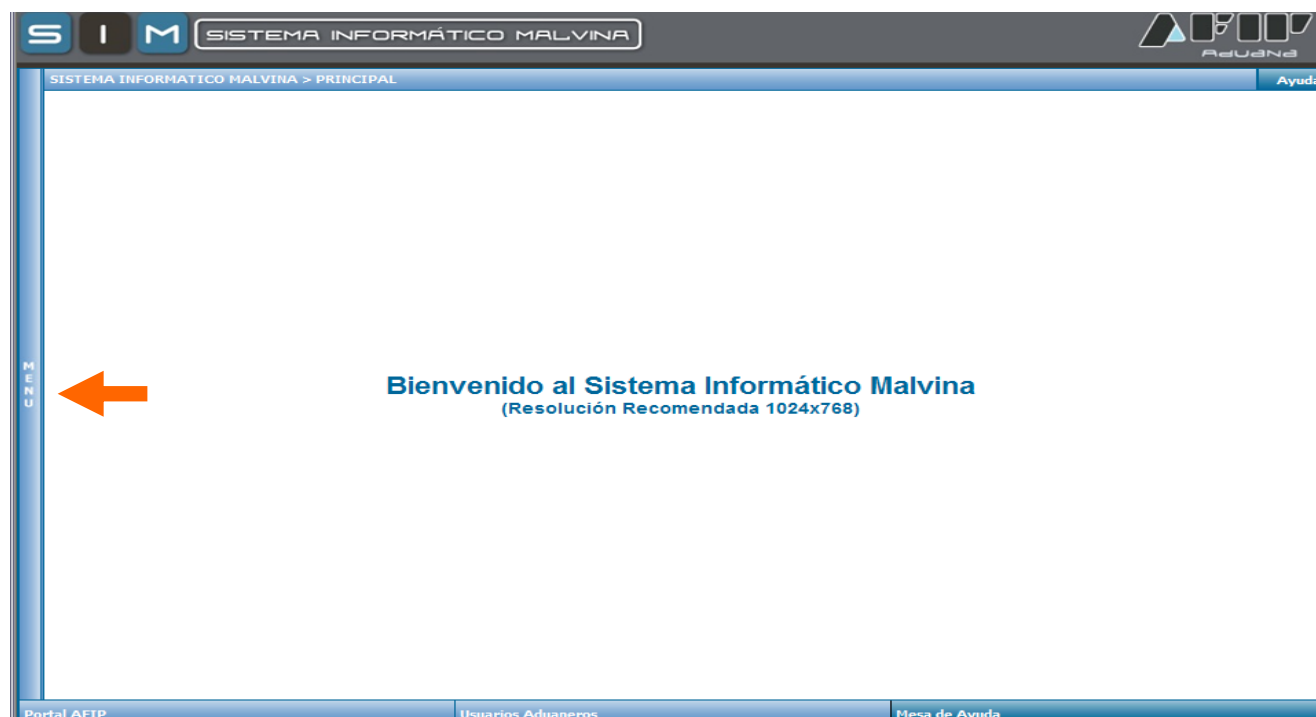 S I M SISTEMA INFORMÁTICO MALVINA
AFIP
ADUANA
SISTEMA INFORMATICO MALVINA > PRINCIPAL
Ayuda
MENU
Bienvenido al Sistema Informático Malvina
(Resolución Recomendada 1024x768)
Portal AFIP
Usuarios Aduaneros
Mesa de Ayuda